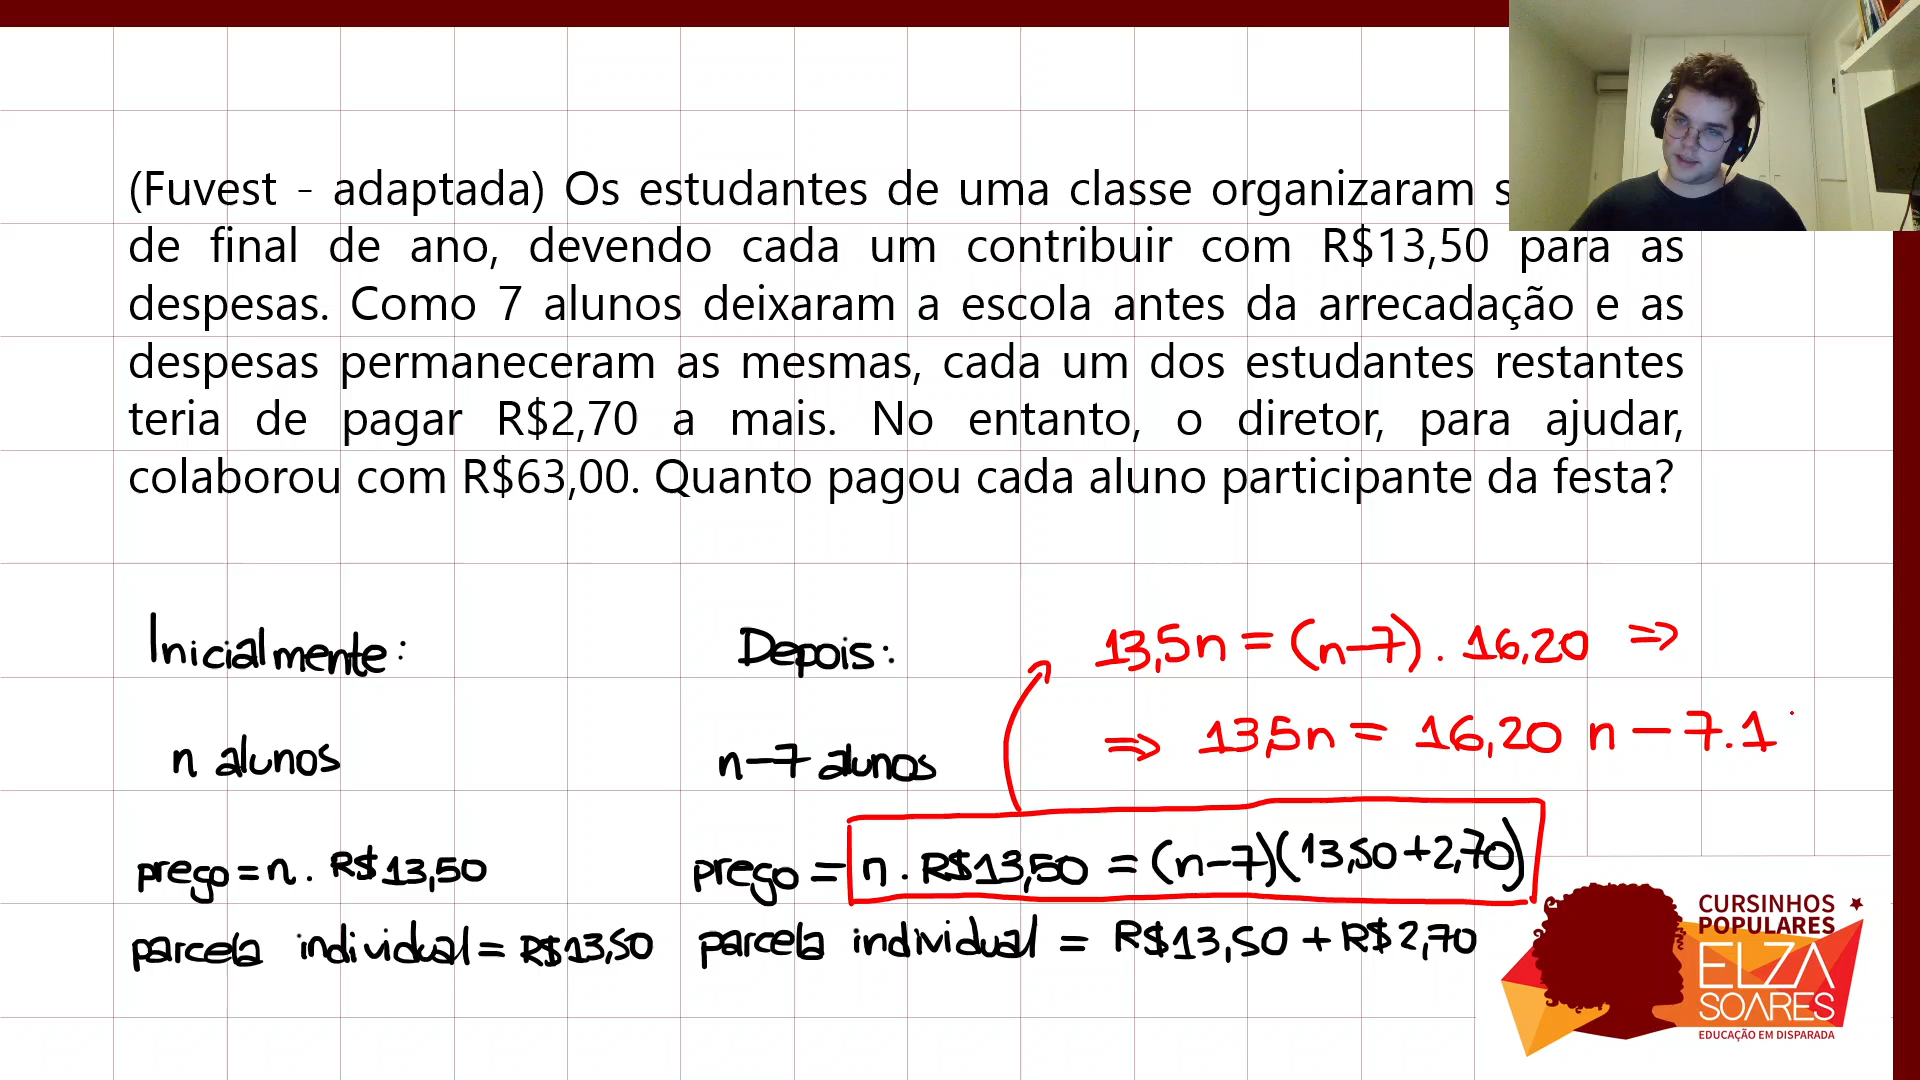 (Fuvest - adaptada) Os estudantes de uma classe organizaram
de final de ano, devendo cada um contribuir com R$13,50 para as
despesas. Como 7 alunos deixaram a escola antes da arrecadação e as
despesas permaneceram as mesmas, cada um dos estudantes restantes
teria de pagar R$2,70 a mais. No entanto, o diretor, para ajudar,
colaborou com R$63,00. Quanto pagou cada aluno participante da festa?
Inicialmente:
n alunos
preço = n . R$13,50
parcela individual = R$13,50
Depois:
n-7 alunos
preço = n . R$13,50 = (n-7)(13,50+2,70)
parcela individual = R$13,50 + R$2,70
13,5n = (n-7) . 16,20 ⇒
⇒ 13,5n = 16,20 n - 7.1
CURSINHOS
POPULARES
ELZA
SOARES
EDUCAÇÃO EM DISPARADA